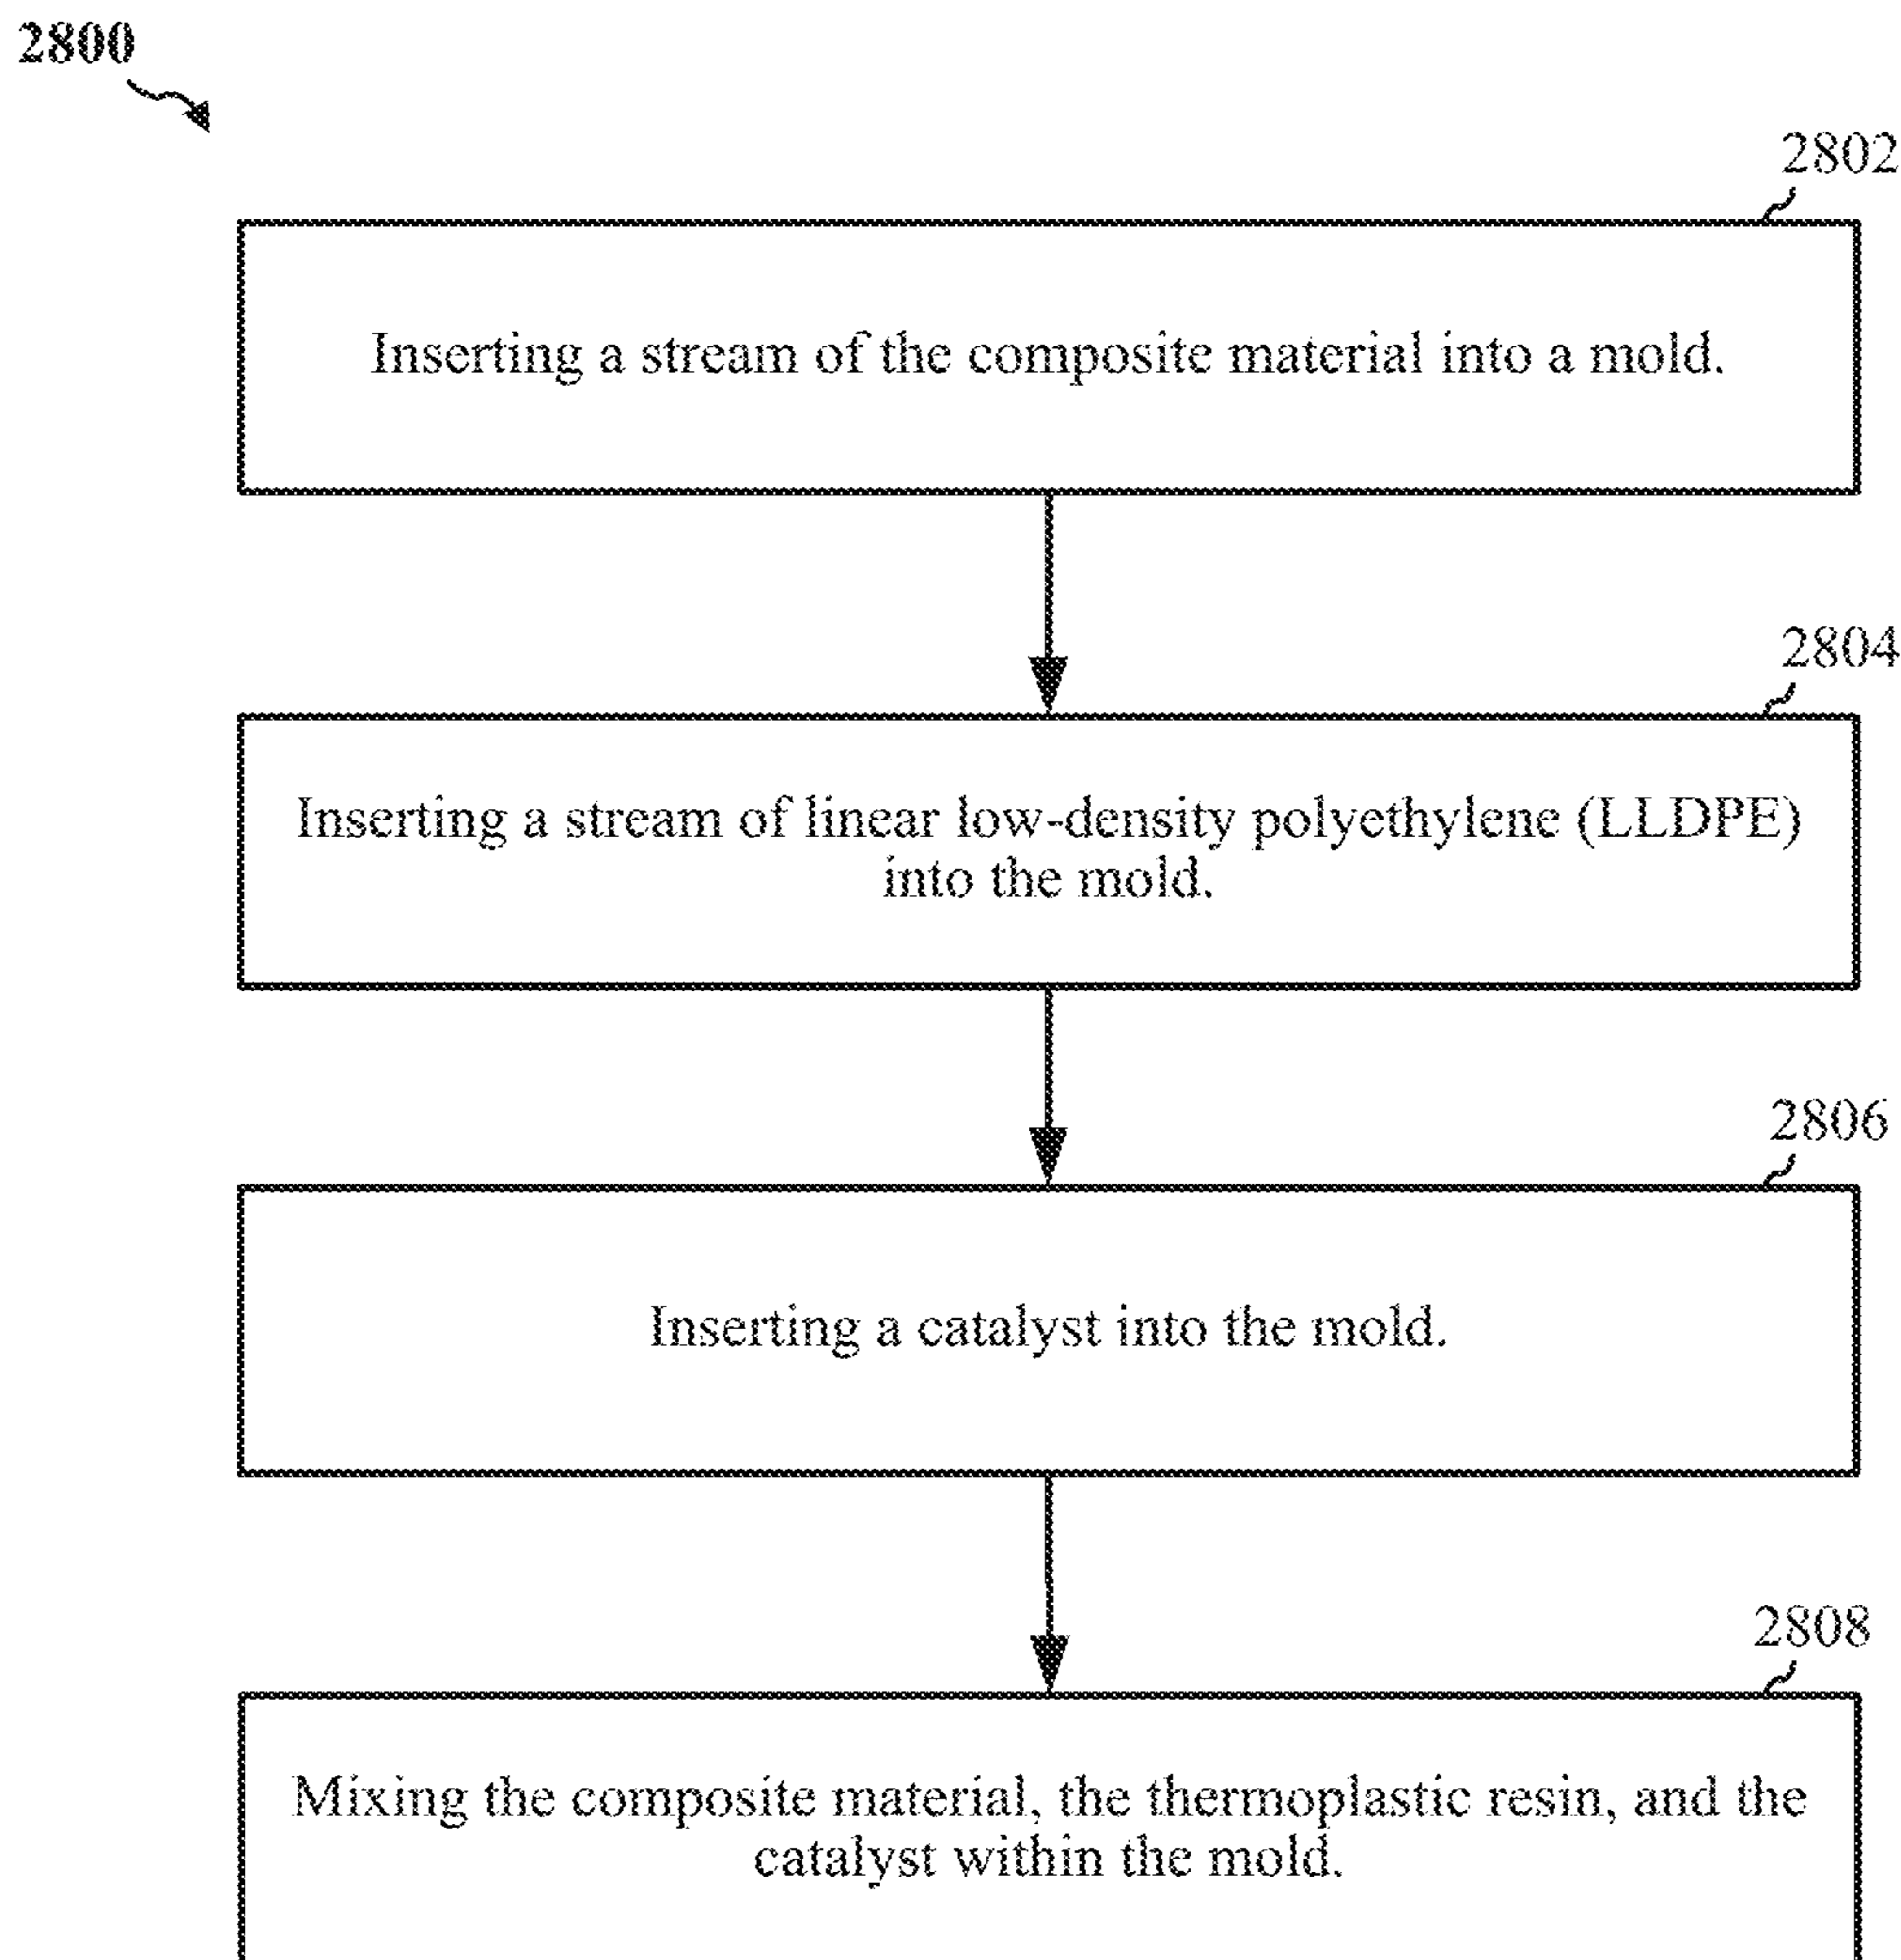 2800
2802
Inserting a stream of the composite material into a mold.
2804
Inserting a stream of linear low-density polyethylene (LLDPE)
into the mold.
2806
Inserting a catalyst into the mold.
2808
Mixing the composite material, the thermoplastic resin, and the
catalyst within the mold.